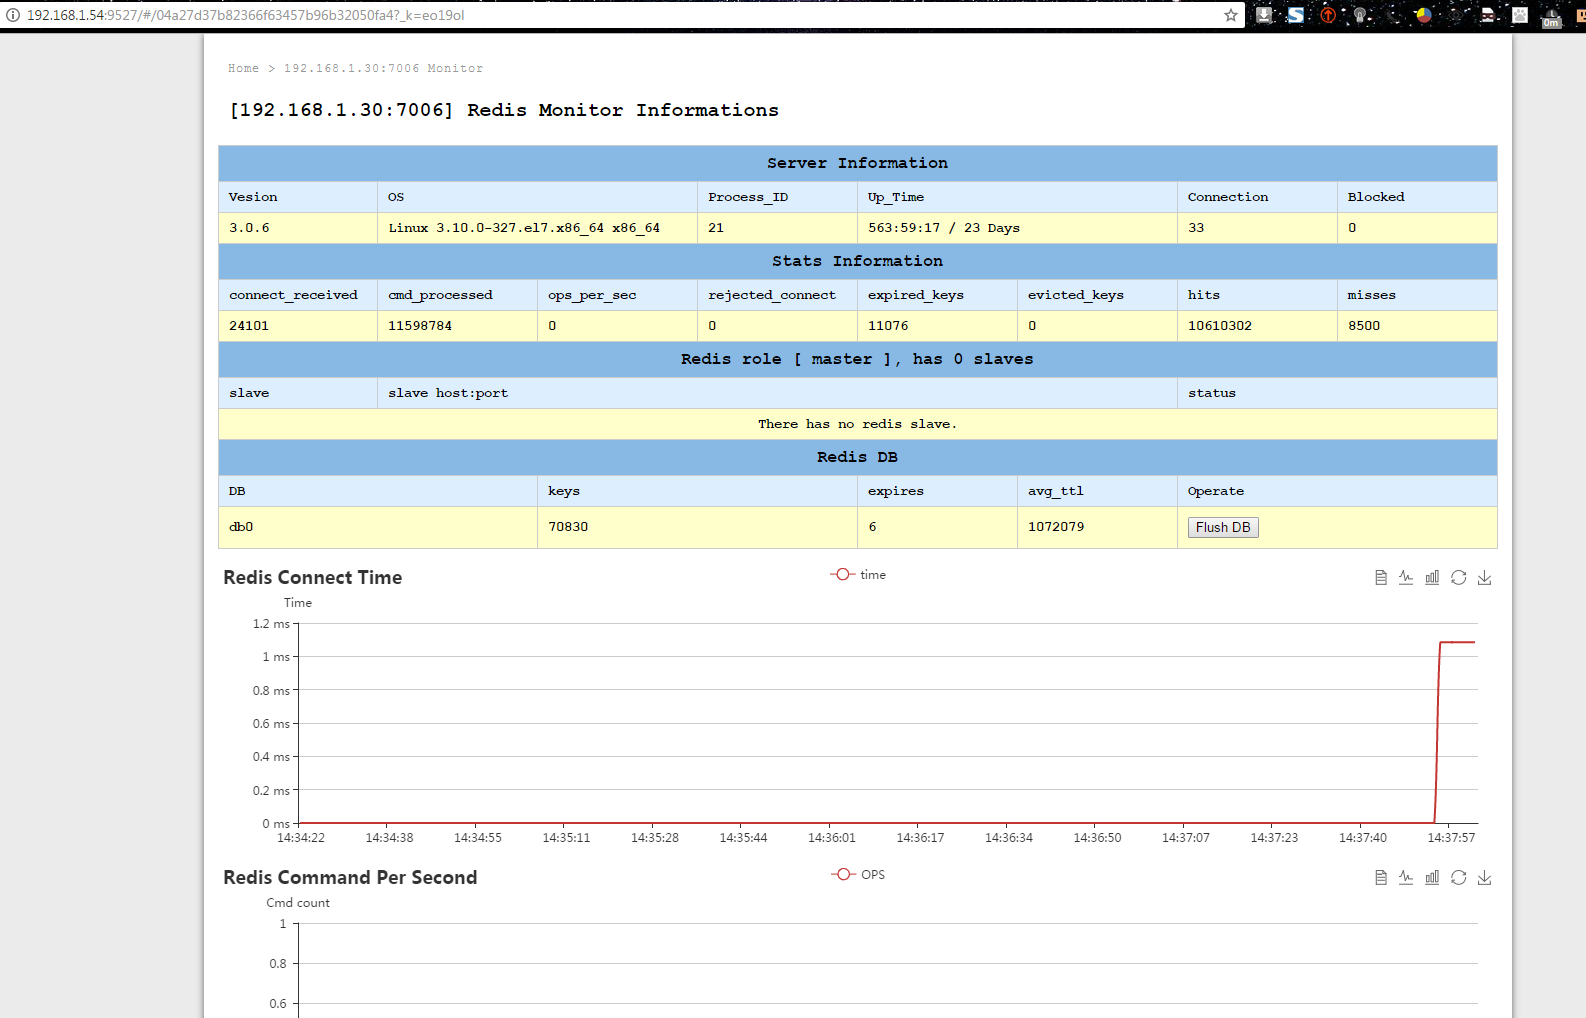 192.168.1.54:9527/#/04a27d37b82366f63457b96b32050fa4?_k=eo19ol
0m
Home > 192.168.1.30:7006 Monitor
[192.168.1.30:7006] Redis Monitor Informations
Server Information
Vesion OS Process_ID Up_Time Connection Blocked
3.0.6 Linux 3.10.0-327.el7.x86_64 x86_64 21 563:59:17 / 23 Days 33 0
Stats Information
connect_received cmd_processed ops_per_sec rejected_connect expired_keys evicted_keys hits misses
24101 11598784 0 0 11076 0 10610302 8500
Redis role [ master ], has 0 slaves
slave slave host:port status
There has no redis slave.
Redis DB
DB keys expires avg_ttl Operate
db0 70830 6 1072079 Flush DB
Redis Connect Time
time
Time
1.2 ms
1 ms
0.8 ms
0.6 ms
0.4 ms
0.2 ms
0 ms
14:34:22 14:34:38 14:34:55 14:35:11 14:35:28 14:35:44 14:36:01 14:36:17 14:36:34 14:36:50 14:37:07 14:37:23 14:37:40 14:37:57
Redis Command Per Second
OPS
Cmd count
1
0.8
0.6